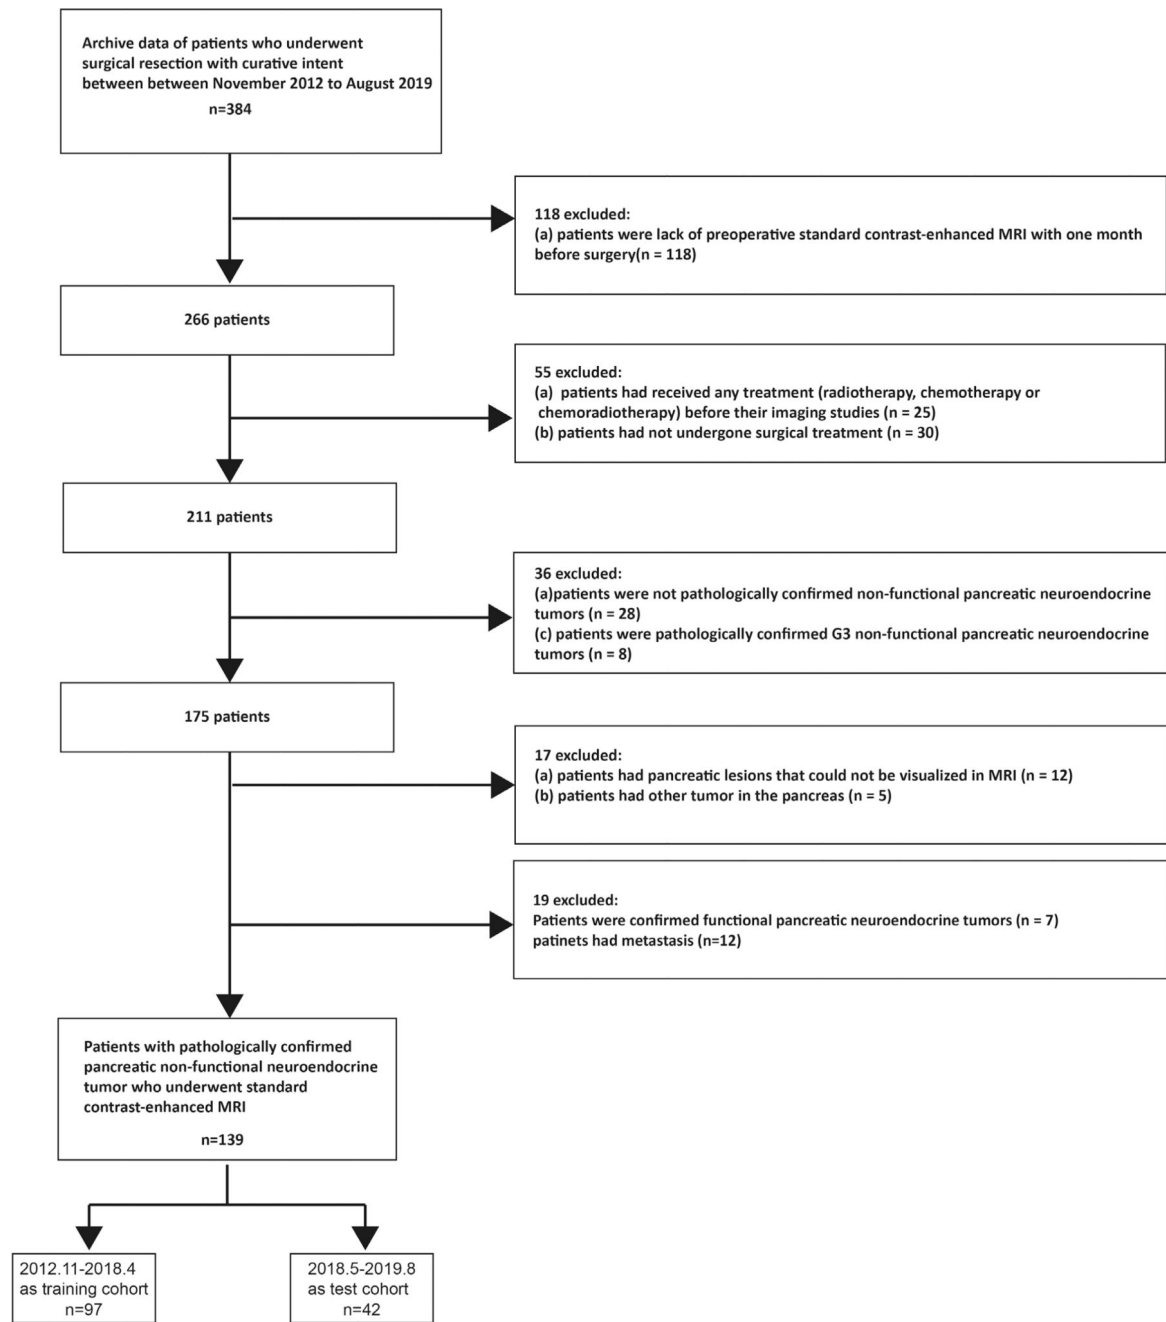 Archive data of patients who underwent
surgical resection with curative intent
between between November 2012 to August 2019
n=384
118 excluded:
(a) patients were lack of preoperative standard contrast-enhanced MRI with one month
before surgery(n = 118)
266 patients
55 excluded:
(a) patients had received any treatment (radiotherapy, chemotherapy or
chemoradiotherapy) before their imaging studies (n = 25)
(b) patients had not undergone surgical treatment (n = 30)
211 patients
36 excluded:
(a)patients were not pathologically confirmed non-functional pancreatic neuroendocrine
tumors (n = 28)
(c) patients were pathologically confirmed G3 non-functional pancreatic neuroendocrine
tumors (n = 8)
175 patients
17 excluded:
(a) patients had pancreatic lesions that could not be visualized in MRI (n = 12)
(b) patients had other tumor in the pancreas (n = 5)
19 excluded:
Patients were confirmed functional pancreatic neuroendocrine tumors (n = 7)
patinets had metastasis (n=12)
Patients with pathologically confirmed
pancreatic non-functional neuroendocrine
tumor who underwent standard
contrast-enhanced MRI
n=139
2012.11-2018.4
as training cohort
n=97
2018.5-2019.8
as test cohort
n=42